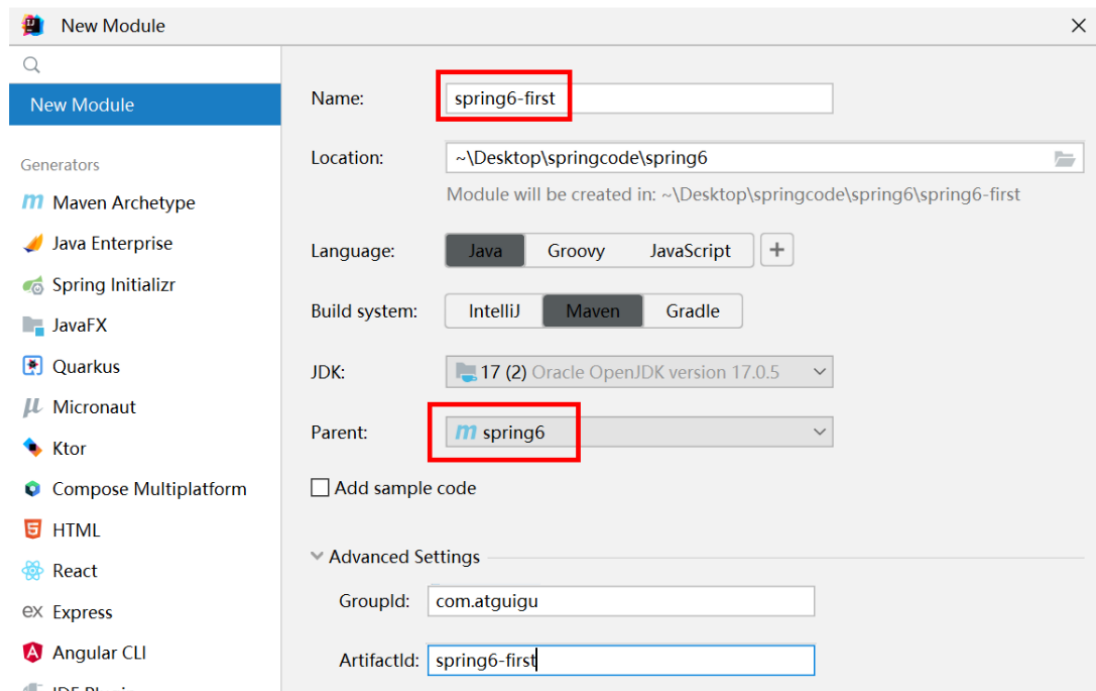 New Module
New Module
Generators
Maven Archetype
Java Enterprise
Spring Initializr
JavaFX
Quarkus
Micronaut
Ktor
Compose Multiplatform
HTML
React
ex Express
Angular CLI
IDE Plugin
Name: spring6-first
Location: ~\Desktop\springcode\spring6
Module will be created in: ~\Desktop\springcode\spring6\spring6-first
Language: Java Groovy JavaScript +
Build system: IntelliJ Maven Gradle
JDK: 17 (2) Oracle OpenJDK version 17.0.5
Parent: m spring6
Add sample code
Advanced Settings
GroupId: com.atguigu
ArtifactId: spring6-first